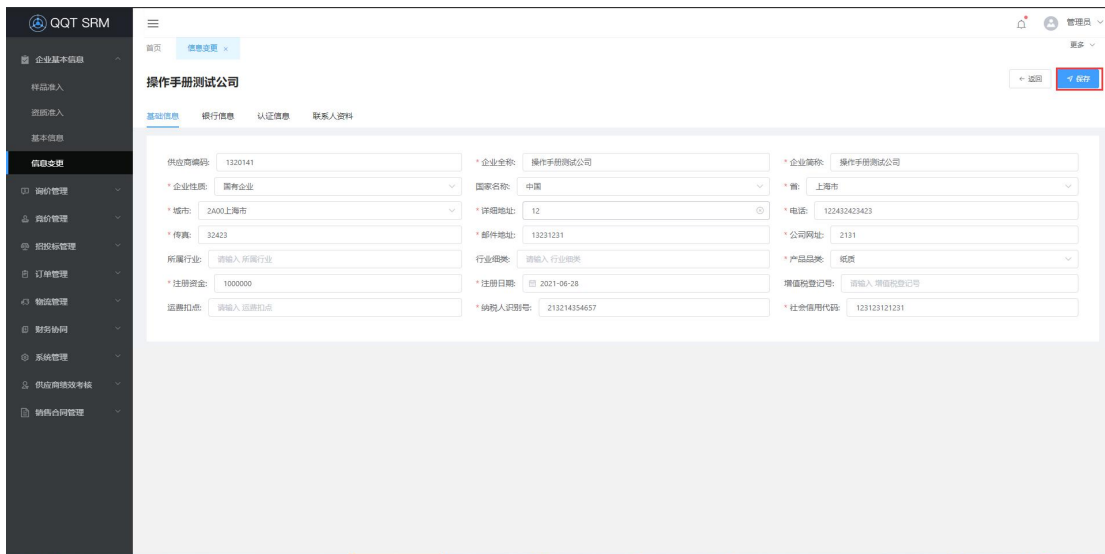 QQT SRM
管理员
首页
信息变更 ×
更多
企业基本信息
样品准入
资质准入
基本信息
信息变更
询价管理
竞价管理
招投标管理
订单管理
物流管理
财务协同
系统管理
供应商绩效考核
销售合同管理
操作手册测试公司
返回
保存
基础信息 银行信息 认证信息 联系人资料
供应商编码: 1320141 * 企业全称: 操作手册测试公司 * 企业简称: 操作手册测试公司
* 企业性质: 国有企业 国家名称: 中国 * 省: 上海市
* 城市: 2A00上海市 * 详细地址: 12 * 电话: 122432423423
* 传真: 32423 * 邮件地址: 13231231 * 公司网址: 2131
所属行业: 请输入 所属行业 行业细类: 请输入 行业细类 * 产品品类: 纸质
* 注册资金: 1000000 * 注册日期: 2021-06-28 增值税登记号: 请输入 增值税登记号
运费扣点: 请输入 运费扣点 * 纳税人识别号: 213214354657 * 社会信用代码: 123123121231